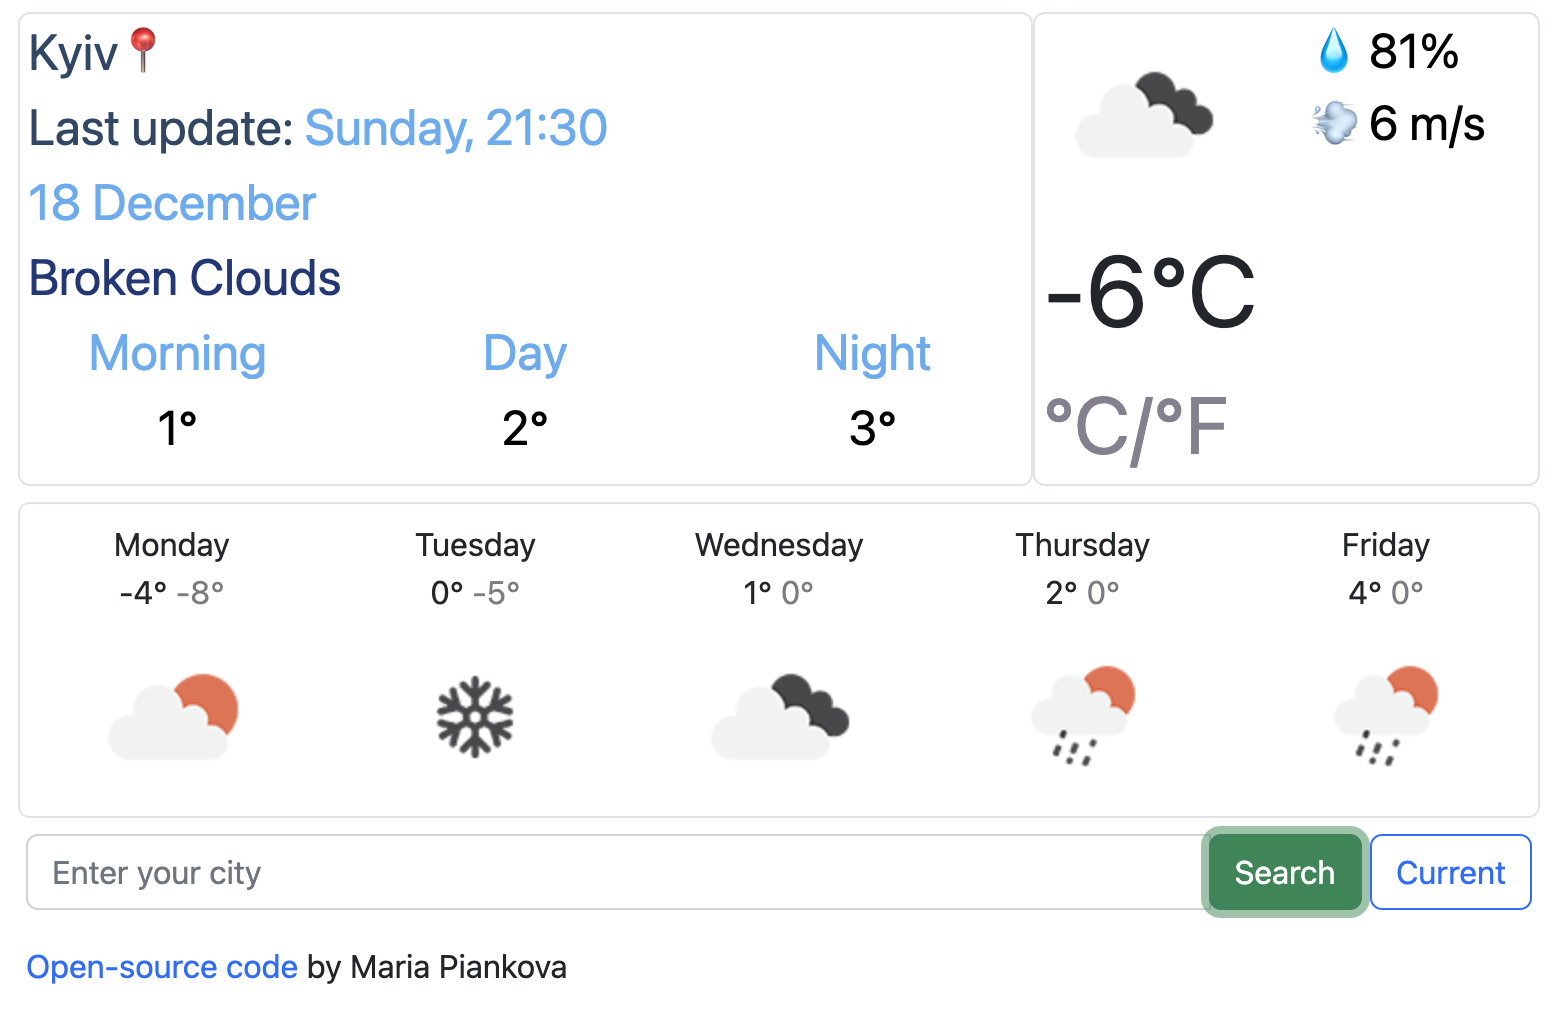 Kyiv
Last update: Sunday, 21:30
18 December
Broken Clouds
Morning Day Night
1° 2° 3°
81%
6 m/s
-6°C
°C/°F
Monday Tuesday Wednesday Thursday Friday
-4° -8° 0° -5° 1° 0° 2° 0° 4° 0°
Enter your city Search Current
Open-source code by Maria Piankova